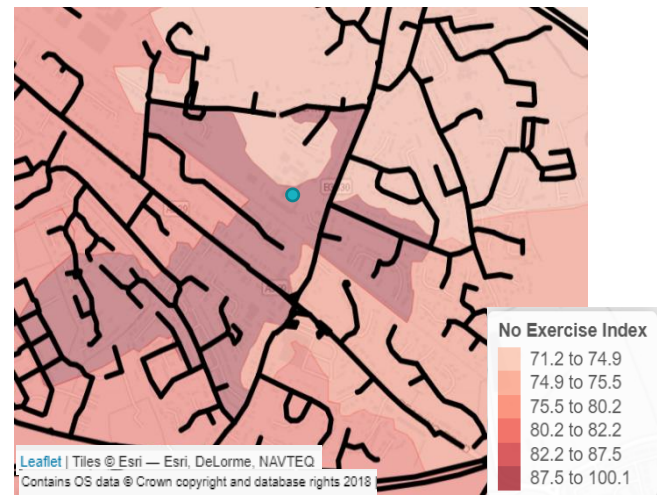 No Exercise Index
71.2 to 74.9
74.9 to 75.5
75.5 to 80.2
80.2 to 82.2
82.2 to 87.5
87.5 to 100.1
Leaflet | Tiles © Esri — Esri, DeLorme, NAVTEQ
Contains OS data © Crown copyright and database rights 2018